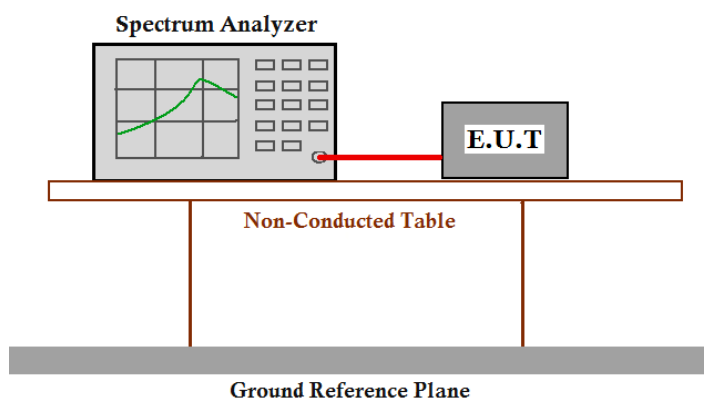 Spectrum Analyzer
E.U.T
Non-Conducted Table
Ground Reference Plane